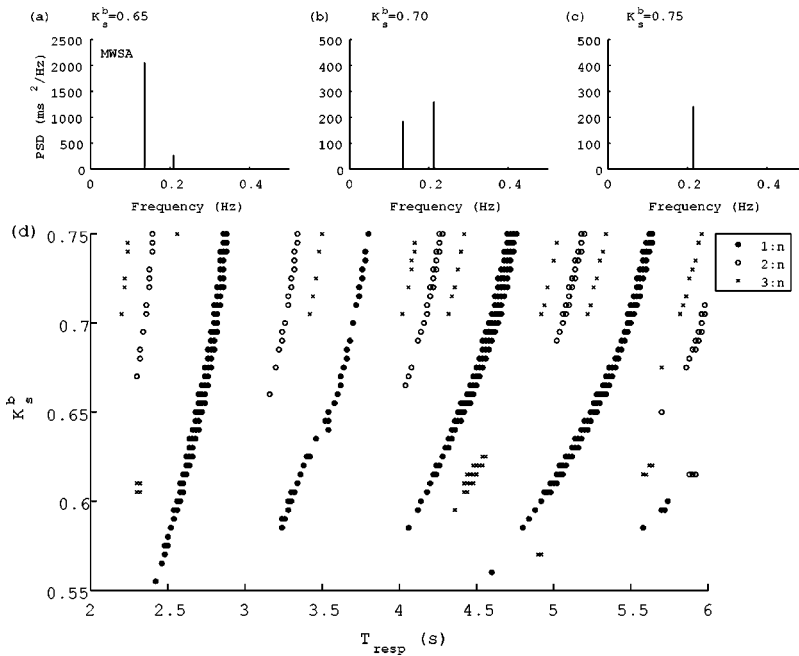 (a) K_s^b=0.65
(b) K_s^b=0.70
(c) K_s^b=0.75
2500
2000
1500
1000
500
0
PSD (ms^2/Hz)
MWSA
0 0.2 0.4
Frequency (Hz)
500
400
300
200
100
0
0 0.2 0.4
Frequency (Hz)
500
400
300
200
100
0
0 0.2 0.4
Frequency (Hz)
(d)
0.75
0.7
0.65
0.6
0.55
K_s^b
1:n
2:n
3:n
2 2.5 3 3.5 4 4.5 5 5.5 6
T_resp (s)